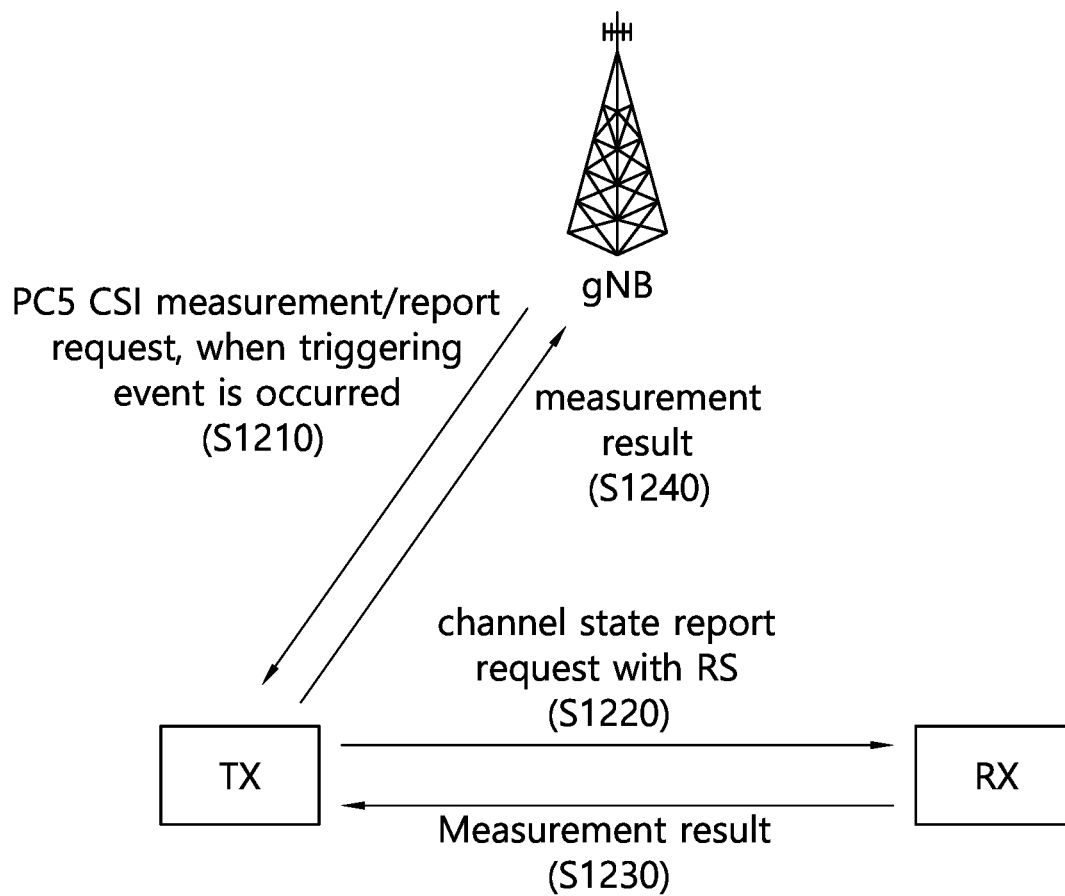 gNB
PC5 CSI measurement/report
request, when triggering
event is occurred
(S1210)
measurement
result
(S1240)
channel state report
request with RS
(S1220)
TX
RX
Measurement result
(S1230)